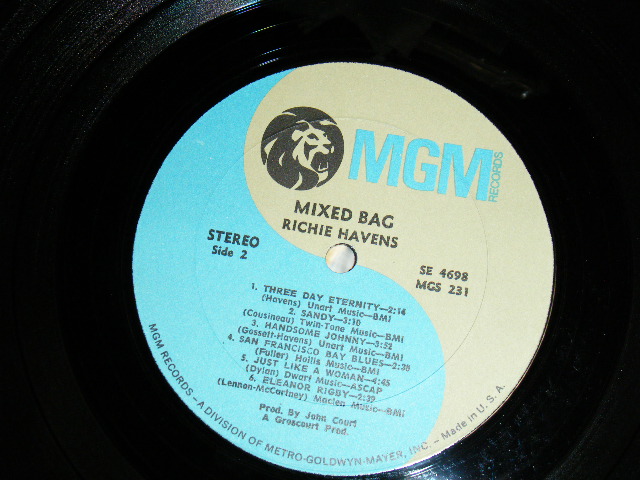 MGM
RECORDS
MIXED BAG
RICHIE HAVENS
STEREO
Side 2
SE 4698
MGS 231
1. THREE DAY ETERNITY—2:14
(Havens) Unart Music—BMI
2. SANDY—3:10
(Cousineau) Twin-Tone Music—BMI
3. HANDSOME JOHNNY—3:52
(Gossett-Havens) Unart Music—BMI
4. SAN FRANCISCO BAY BLUES—2:38
(Fuller) Hollis Music—BMI
5. JUST LIKE A WOMAN—4:45
(Dylan) Dwarf Music—ASCAP
6. ELEANOR RIGBY—2:39
(Lennon-McCartney) Maclen Music—BMI
Prod. By John Court
A Groscourt Prod.
MGM RECORDS – A DIVISION OF METRO-GOLDWYN-MAYER, INC. – Made in U.S.A.